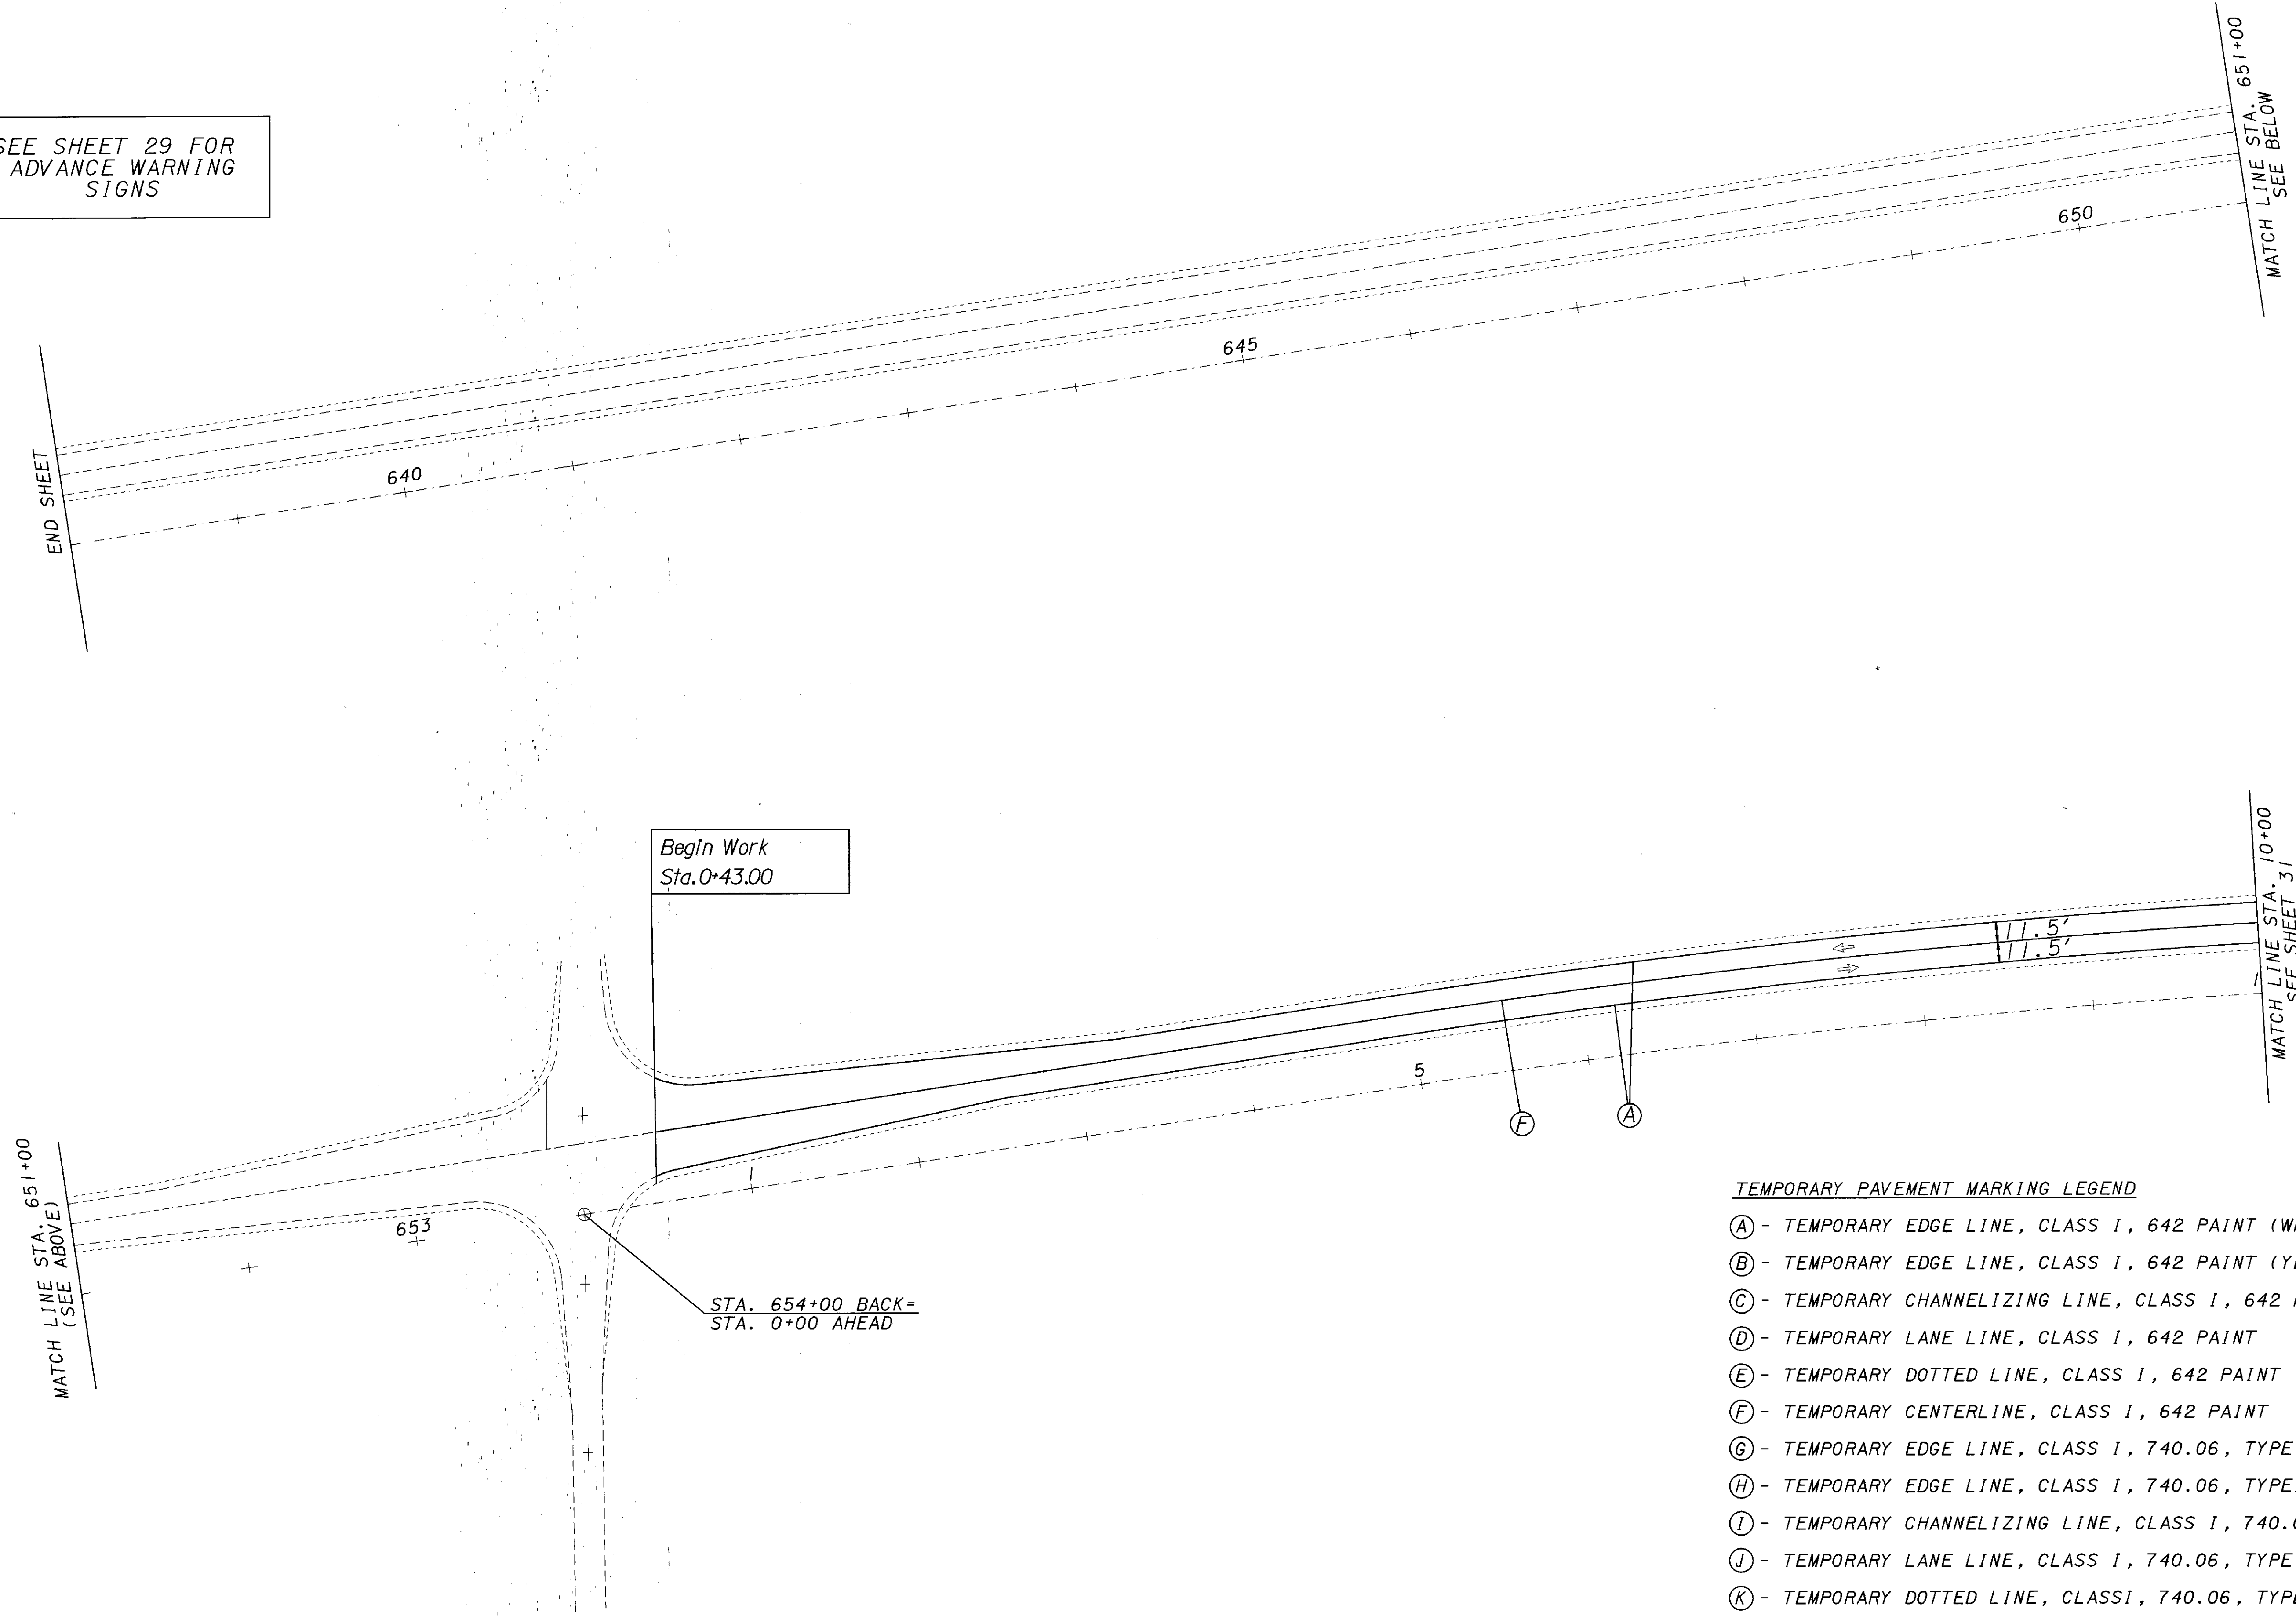 SEE SHEET 29 FOR
ADVANCE WARNING
SIGNS
MATCH LINE STA. 651+00
SEE BELOW
650
645
640
END SHEET
Begin Work
Sta.0+43.00
MATCH LINE STA. 10+00
SEE SHEET 31
11.5'
11.5'
1
5
F
A
1
653
MATCH LINE STA. 651+00
(SEE ABOVE)
STA. 654+00 BACK=
STA. 0+00 AHEAD
TEMPORARY PAVEMENT MARKING LEGEND
A - TEMPORARY EDGE LINE, CLASS I, 642 PAINT
B - TEMPORARY EDGE LINE, CLASS I, 642 PAINT
C - TEMPORARY CHANNELIZING LINE, CLASS I, 642
D - TEMPORARY LANE LINE, CLASS I, 642 PAINT
E - TEMPORARY DOTTED LINE, CLASS I, 642 PAINT
F - TEMPORARY CENTERLINE, CLASS I, 642 PAINT
G - TEMPORARY EDGE LINE, CLASS I, 740.06, TYPE
H - TEMPORARY EDGE LINE, CLASS I, 740.06, TYPE
I - TEMPORARY CHANNELIZING LINE, CLASS I,
J - TEMPORARY LANE LINE, CLASS I, 740.06, TYPE
K - TEMPORARY DOTTED LINE, CLASSI, 740.06, TYPE